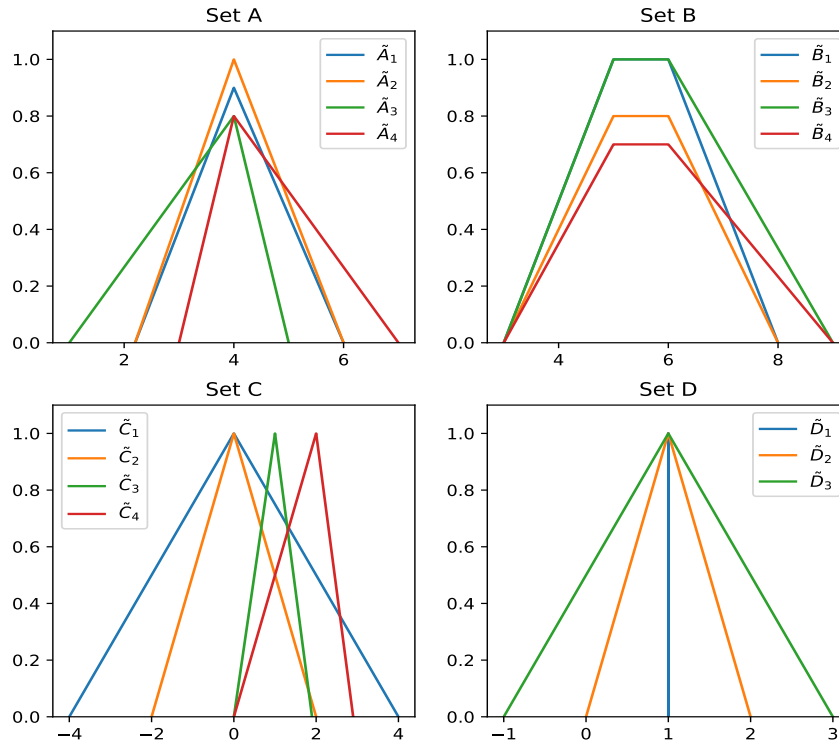 Set A
1.0
0.8
0.6
0.4
0.2
0.0
2 4 6
Ã₁
Ã₂
Ã₃
Ã₄
Set B
1.0
0.8
0.6
0.4
0.2
0.0
4 6 8
B̃₁
B̃₂
B̃₃
B̃₄
Set C
1.0
0.8
0.6
0.4
0.2
0.0
−4 −2 0 2 4
C̃₁
C̃₂
C̃₃
C̃₄
Set D
1.0
0.8
0.6
0.4
0.2
0.0
−1 0 1 2 3
D̃₁
D̃₂
D̃₃